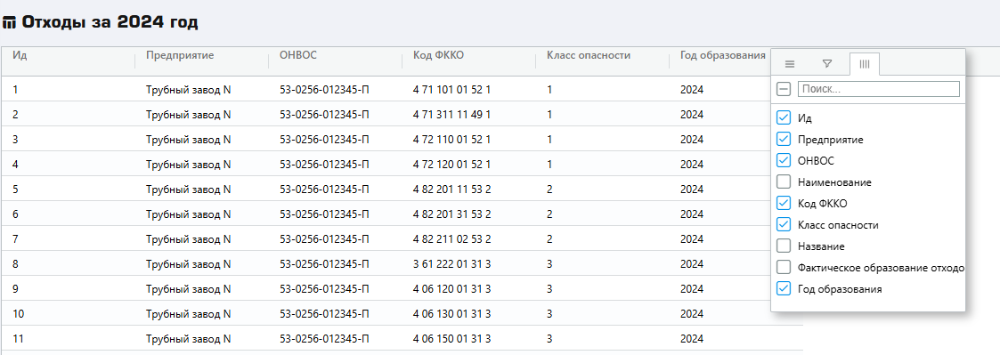 Отходы за 2024 год
Ид Предприятие ОНВОС Код ФККО Класс опасности Год образования
1 Трубный завод N 53-0256-012345-П 4 71 101 01 52 1 1 2024
2 Трубный завод N 53-0256-012345-П 4 71 311 11 49 1 1 2024
3 Трубный завод N 53-0256-012345-П 4 72 110 01 52 1 1 2024
4 Трубный завод N 53-0256-012345-П 4 72 120 01 52 1 1 2024
5 Трубный завод N 53-0256-012345-П 4 82 201 11 53 2 2 2024
6 Трубный завод N 53-0256-012345-П 4 82 201 31 53 2 2 2024
7 Трубный завод N 53-0256-012345-П 4 82 211 02 53 2 2 2024
8 Трубный завод N 53-0256-012345-П 3 61 222 01 31 3 3 2024
9 Трубный завод N 53-0256-012345-П 4 06 120 01 31 3 3 2024
10 Трубный завод N 53-0256-012345-П 4 06 130 01 31 3 3 2024
11 Трубный завод N 53-0256-012345-П 4 06 150 01 31 3 3 2024
Поиск...
Ид
Предприятие
ОНВОС
Наименование
Код ФККО
Класс опасности
Название
Фактическое образование отходо
Год образования